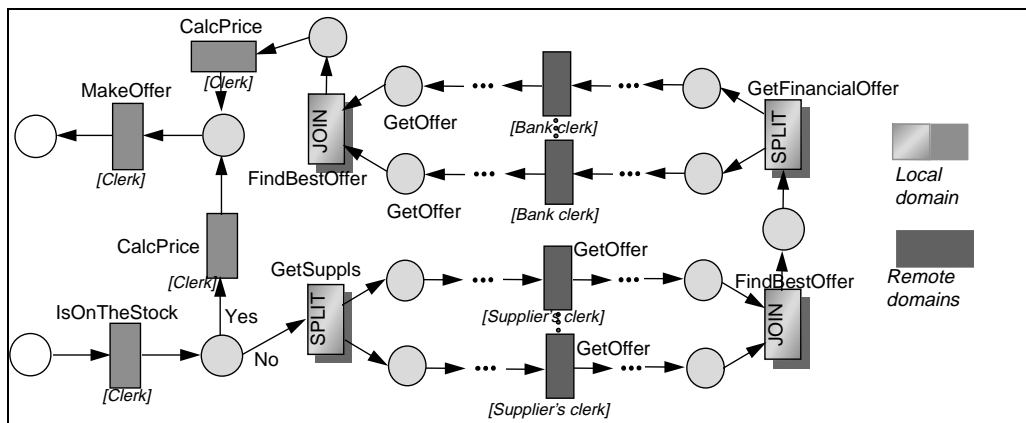 CalcPrice
[Clerk]
MakeOffer
[Clerk]
JOIN
FindBestOffer
GetOffer
GetOffer
[Bank clerk]
[Bank clerk]
GetFinancialOffer
SPLIT
Local
domain
Remote
domains
CalcPrice
[Clerk]
IsOnTheStock
[Clerk]
Yes
No
GetSuppls
SPLIT
GetOffer
[Supplier's clerk]
GetOffer
[Supplier's clerk]
FindBestOffer
JOIN